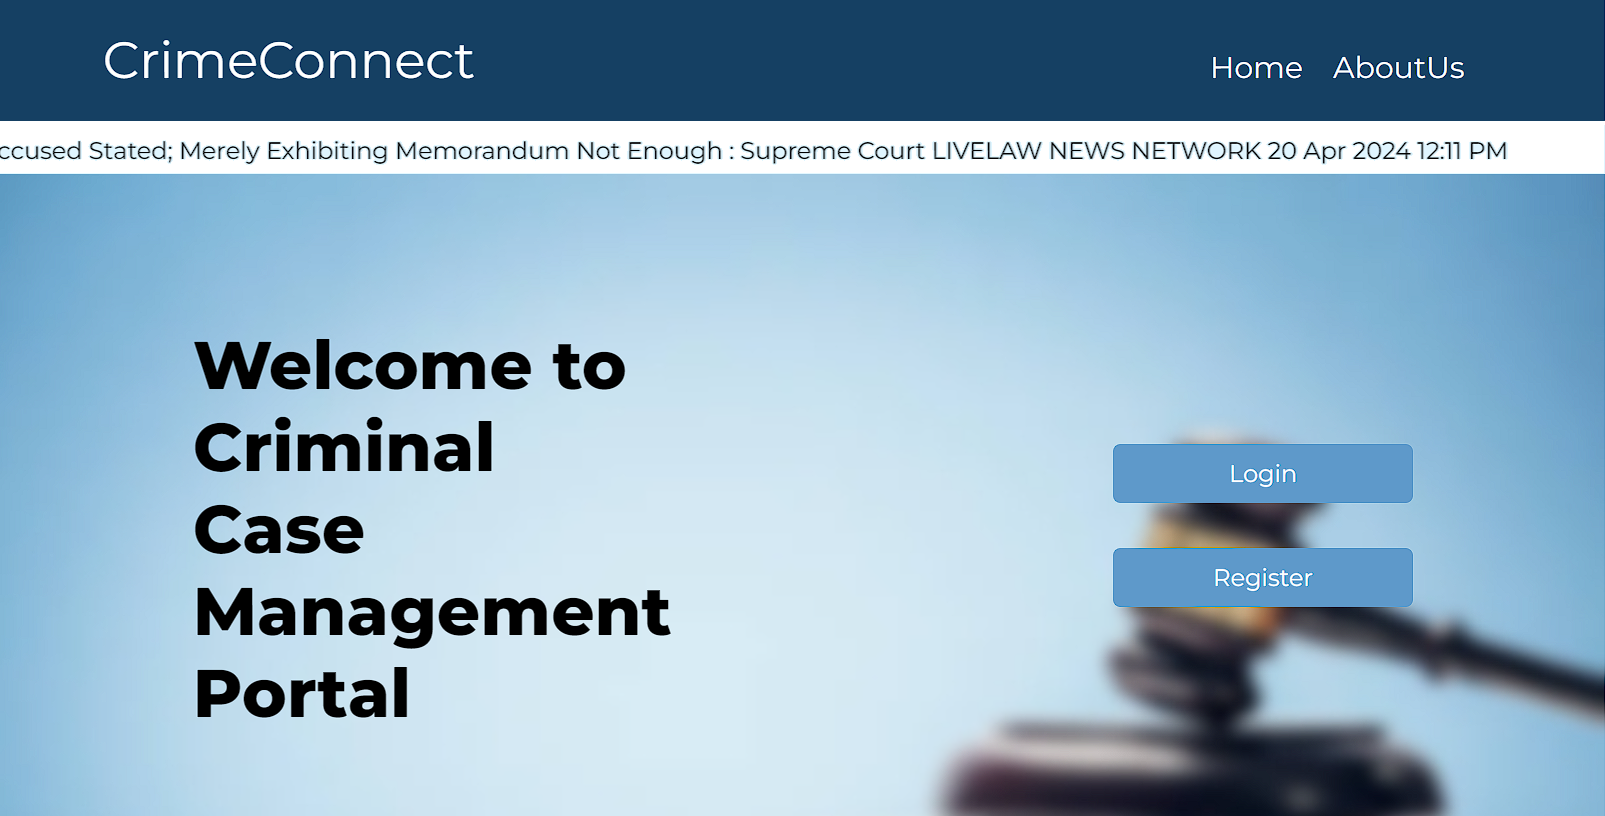 CrimeConnect
Home AboutUs
Stated; Merely Exhibiting Memorandum Not Enough : Supreme Court LIVELAW NEWS NETWORK 20 Apr 2024 12:11 PM
Welcome to
Criminal
Case
Management
Portal
Login
Register